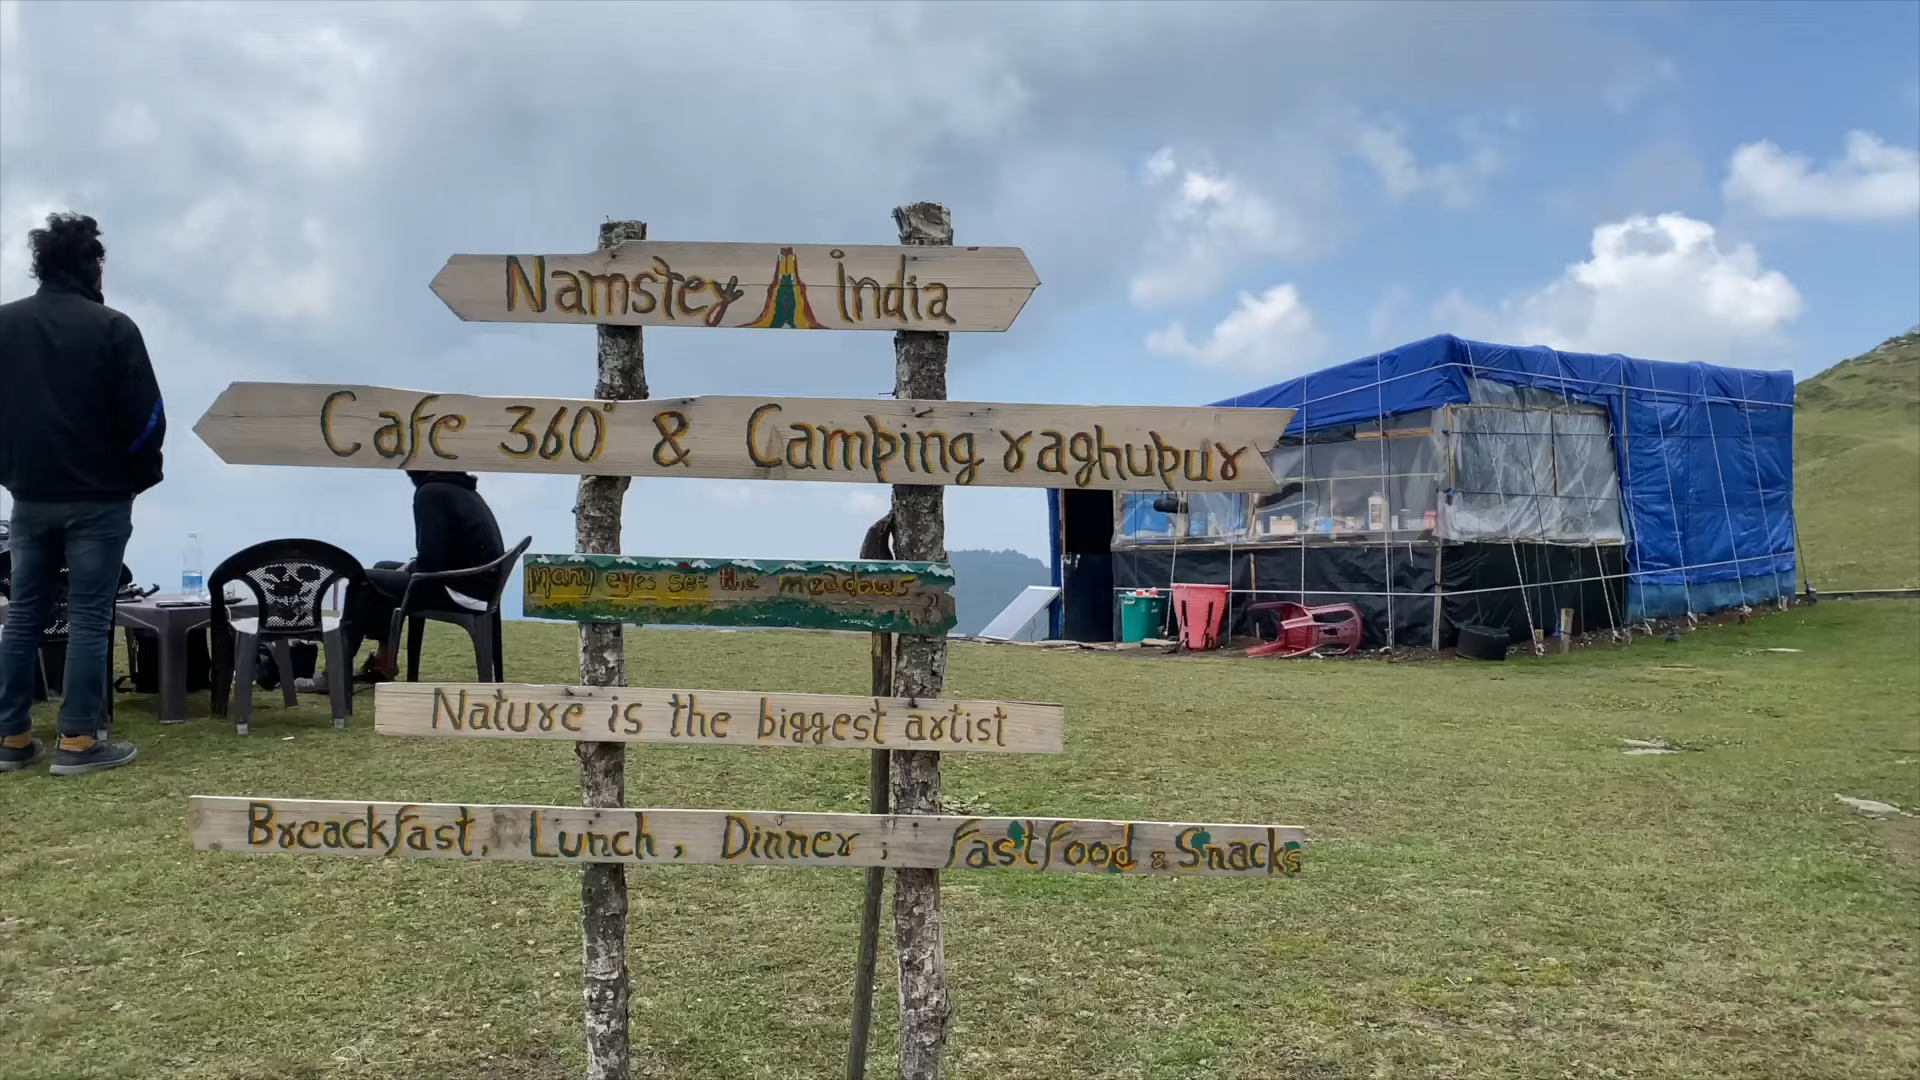 Namstey India
Cafe 360° & Camping raghupur
Many eyes see the meadows
Nature is the biggest artist
Breackfast, Lunch, Dinner, fastfood & Snacks